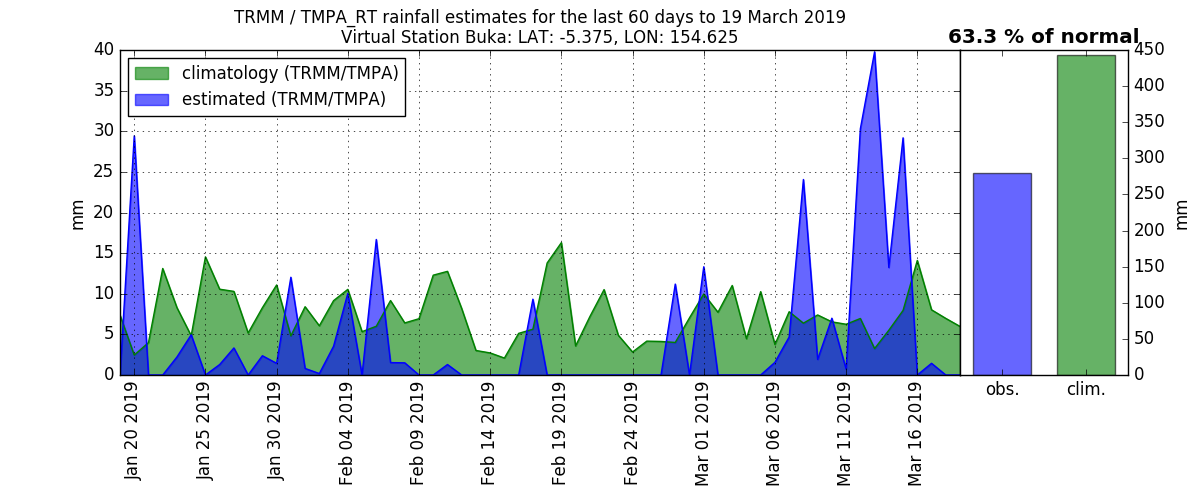 TRMM / TMPA_RT rainfall estimates for the last 60 days to 19 March 2019
Virtual Station Buka: LAT: -5.375, LON: 154.625
63.3 % of normal
climatology (TRMM/TMPA)
estimated (TRMM/TMPA)
mm
40
35
30
25
20
15
10
5
0
Jan 20 2019
Jan 25 2019
Jan 30 2019
Feb 04 2019
Feb 09 2019
Feb 14 2019
Feb 19 2019
Feb 24 2019
Mar 01 2019
Mar 06 2019
Mar 11 2019
Mar 16 2019
450
400
350
300
250
200
150
100
50
0
mm
obs.
clim.